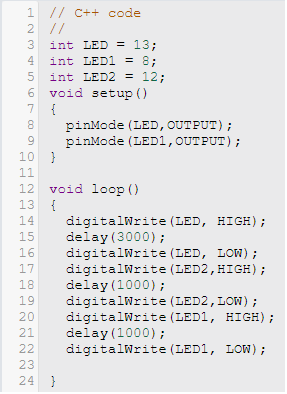 1 // C++ code
2 //
3 int LED = 13;
4 int LED1 = 8;
5 int LED2 = 12;
6 void setup()
7 {
8   pinMode(LED,OUTPUT);
9   pinMode(LED1,OUTPUT);
10 }
11
12 void loop()
13 {
14   digitalWrite(LED, HIGH);
15   delay(3000);
16   digitalWrite(LED, LOW);
17   digitalWrite(LED2,HIGH);
18   delay(1000);
19   digitalWrite(LED2,LOW);
20   digitalWrite(LED1, HIGH);
21   delay(1000);
22   digitalWrite(LED1, LOW);
23
24 }